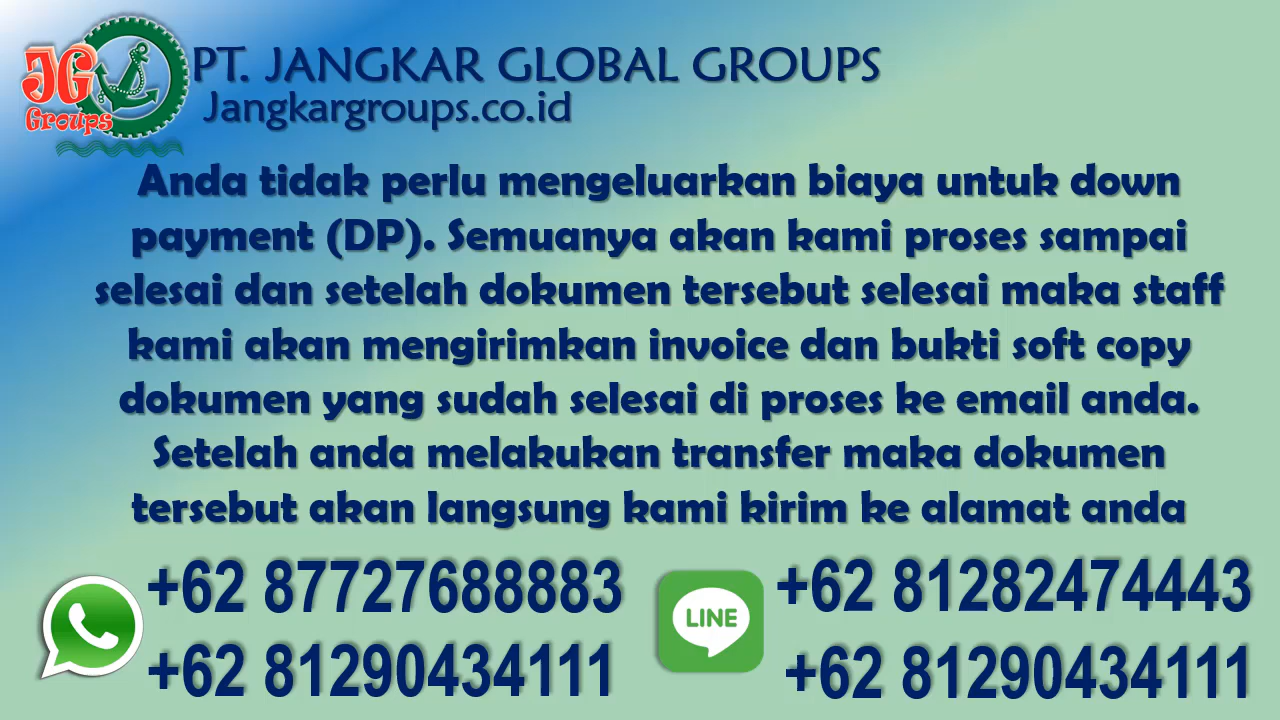 JG
Groups
PT. JANGKAR GLOBAL GROUPS
Jangkargroups.co.id
Anda tidak perlu mengeluarkan biaya untuk down
payment (DP). Semuanya akan kami proses sampai
selesai dan setelah dokumen tersebut selesai maka staff
kami akan mengirimkan invoice dan bukti soft copy
dokumen yang sudah selesai di proses ke email anda.
Setelah anda melakukan transfer maka dokumen
tersebut akan langsung kami kirim ke alamat anda
+62 87727688883
+62 81290434111
LINE
+62 81282474443
+62 81290434111